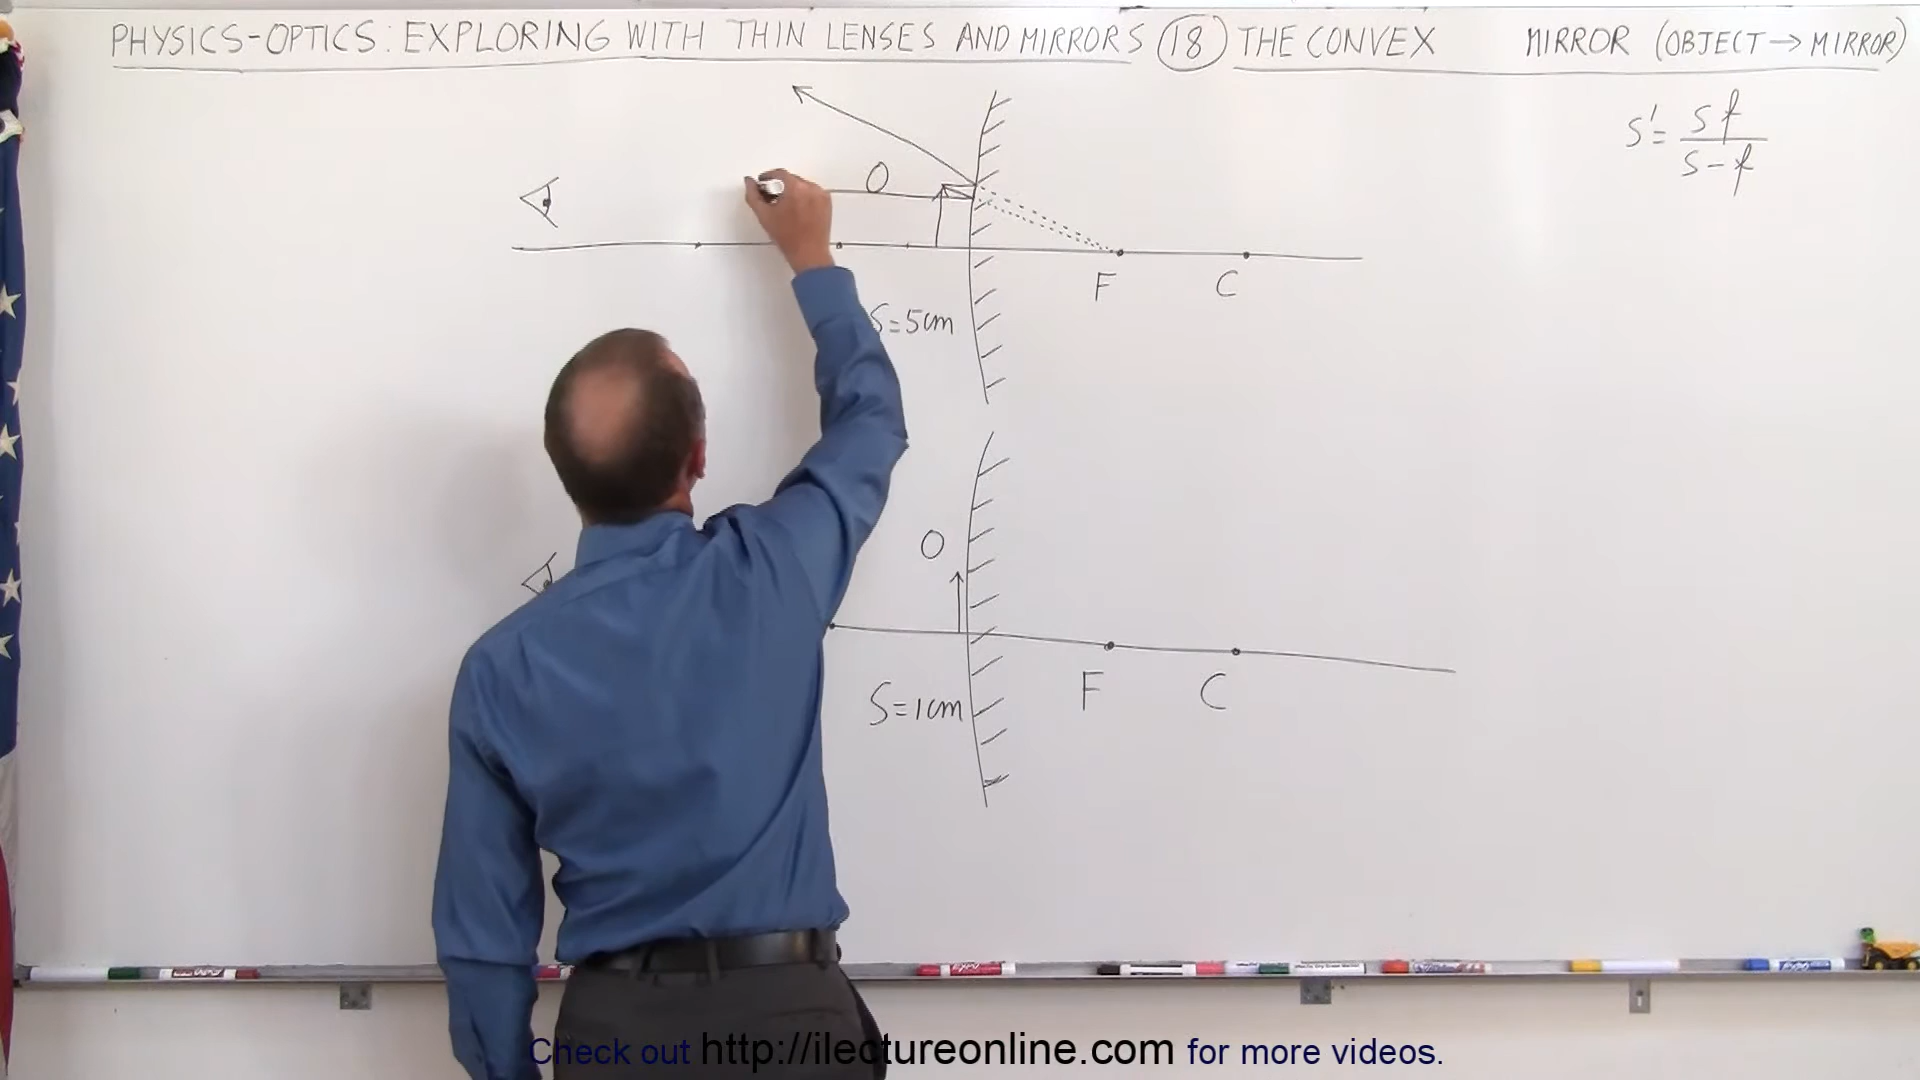 PHYSICS-OPTICS: EXPLORING WITH THIN LENSES AND MIRRORS 18 THE CONVEX MIRROR (OBJECT → MIRROR)
S' = Sf / S-f
O
F
C
S=5cm
O
F
C
S=1cm
Check out http://ilectureonline.com for more videos.